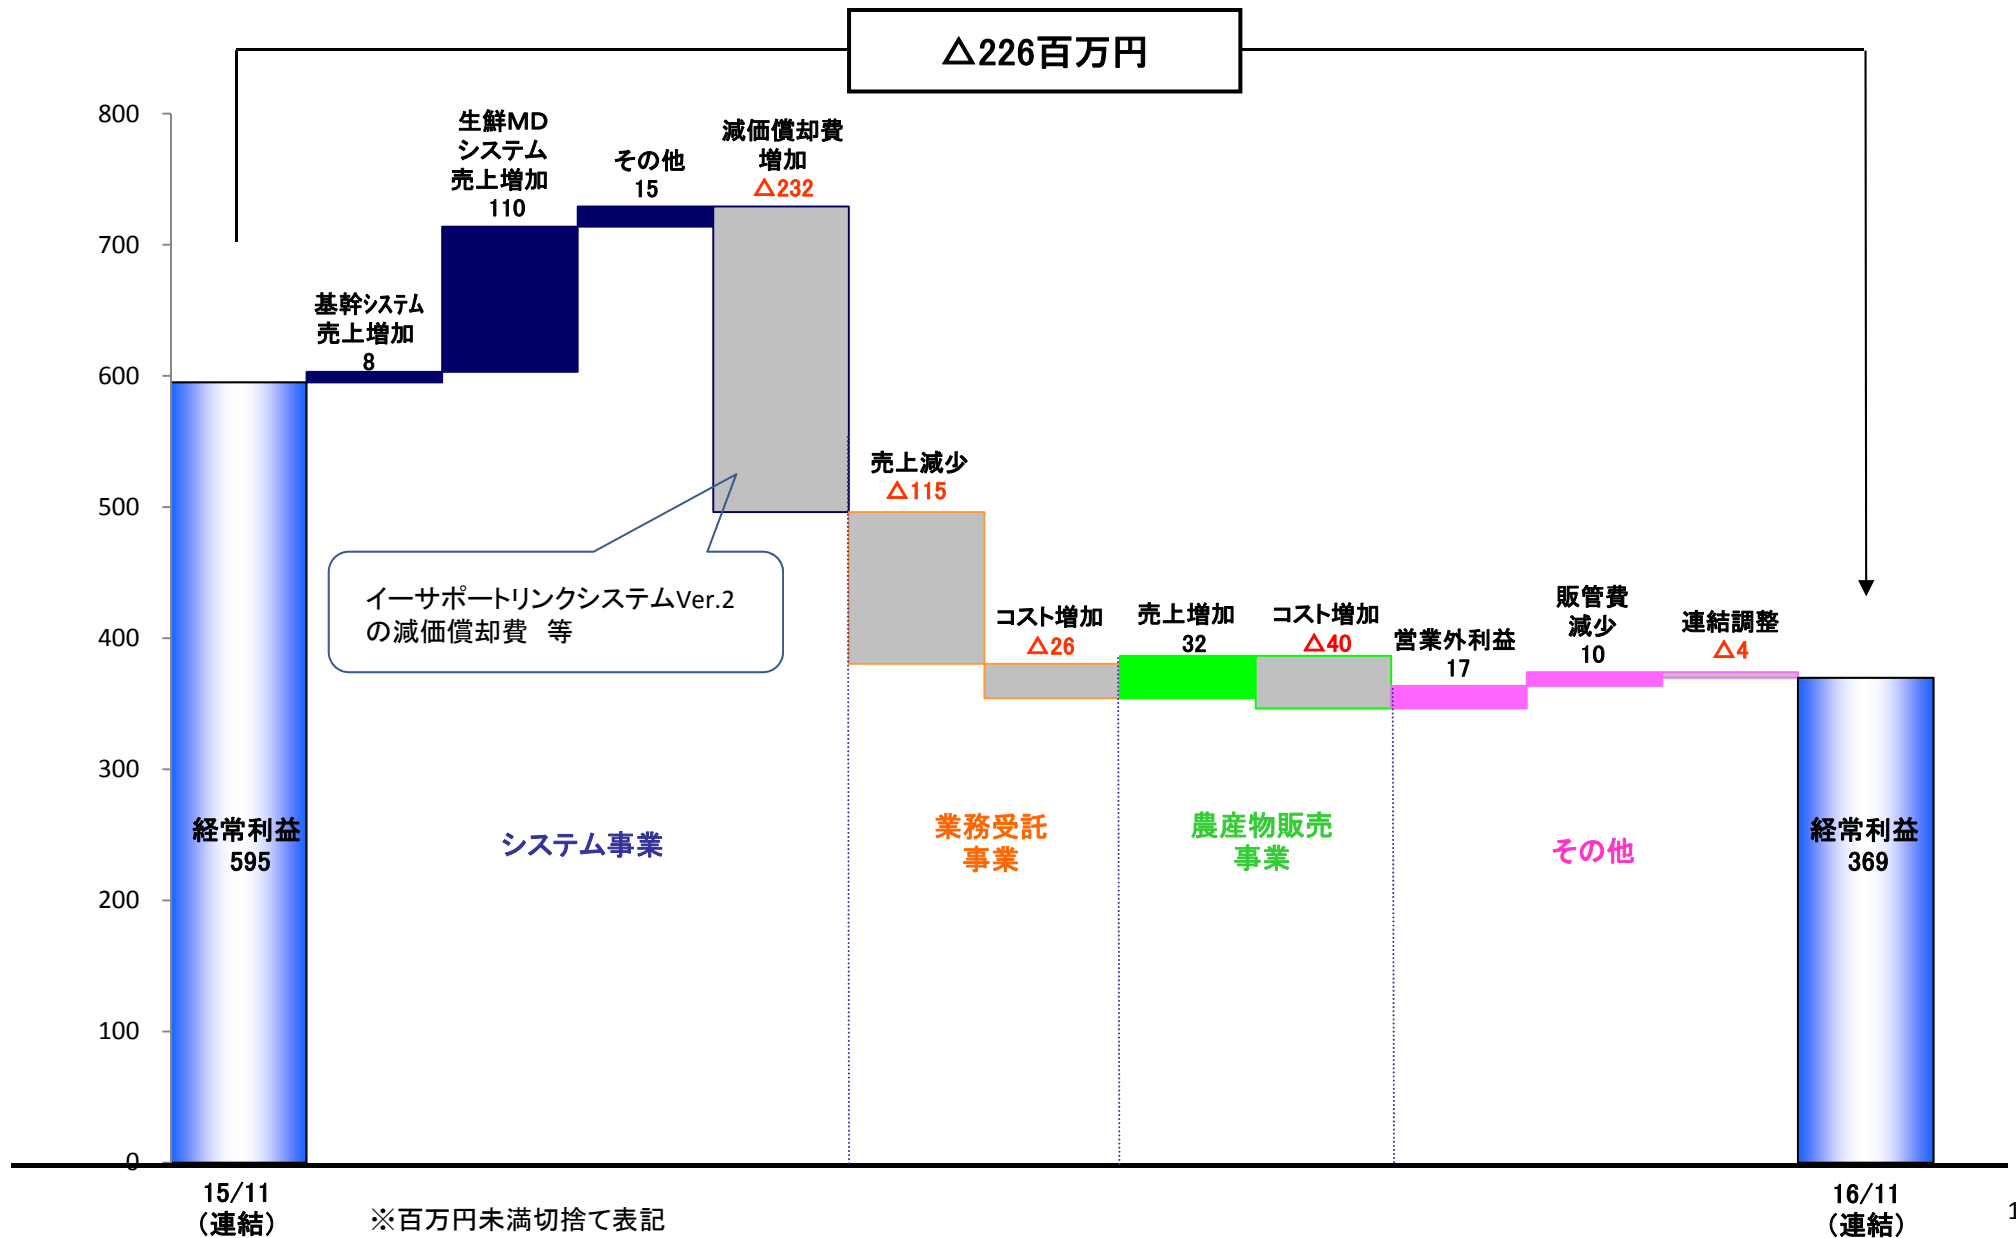 △226百万円
800
700
600
500
400
300
200
100
0
生鮮MD
システム
売上増加
110
その他
15
減価償却費
増加
△232
基幹ｼｽﾃﾑ
売上増加
8
売上減少
△115
イーサポートリンクシステムVer.2
の減価償却費　等
コスト増加
△26
売上増加
32
コスト増加
△40
営業外利益
17
販管費
減少
10
連結調整
△4
経常利益
595
システム事業
業務受託
事業
農産物販売
事業
その他
経常利益
369
15/11
（連結）
※百万円未満切捨て表記
16/11
（連結）
1